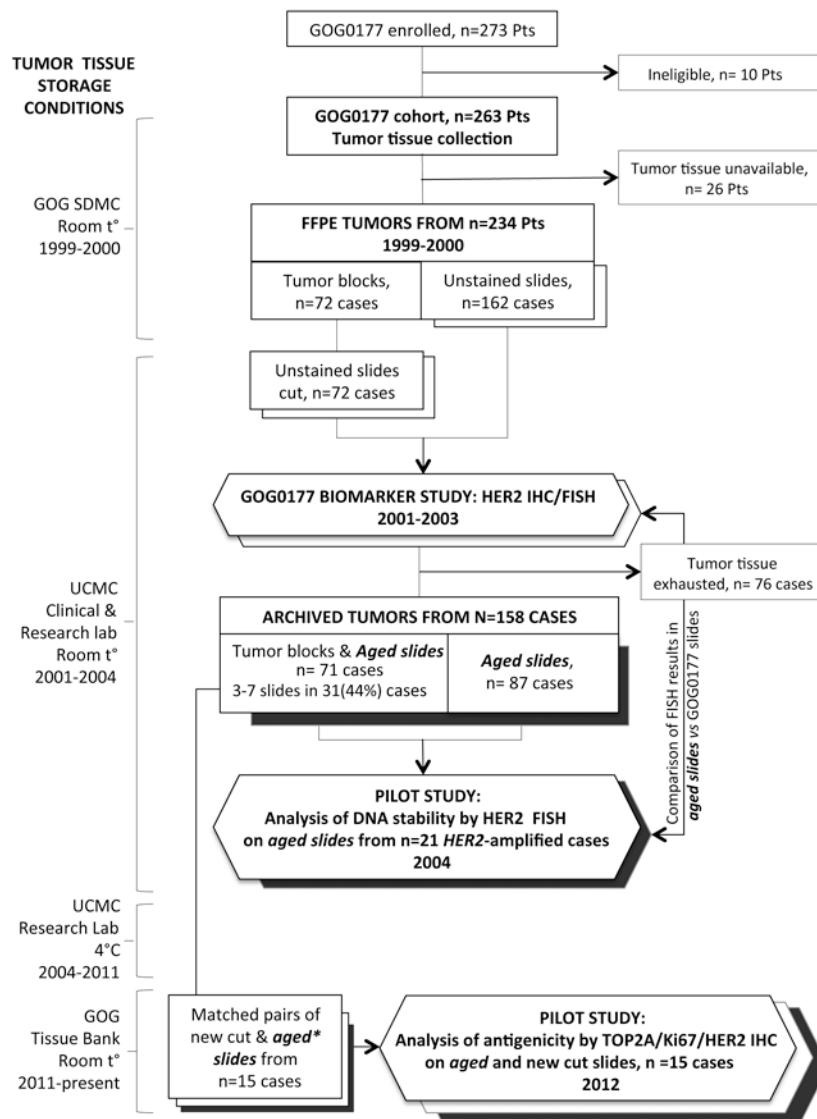 GOG0177 enrolled, n=273 Pts
TUMOR TISSUE
STORAGE
CONDITIONS
Ineligible, n= 10 Pts
GOG0177 cohort, n=263 Pts
Tumor tissue collection
Tumor tissue unavailable,
n= 26 Pts
GOG SDMC
Room t°
1999-2000
FFPE TUMORS FROM n=234 Pts
1999-2000
Tumor blocks,
n=72 cases
Unstained slides,
n=162 cases
Unstained slides
cut, n=72 cases
GOG0177 BIOMARKER STUDY: HER2 IHC/FISH
2001-2003
Tumor tissue
exhausted, n= 76 cases
UCMC
Clinical &
Research lab
Room t°
2001-2004
ARCHIVED TUMORS FROM N=158 CASES
Tumor blocks & Aged slides
n= 71 cases
3-7 slides in 31(44%) cases
Aged slides,
n= 87 cases
Comparison of FISH results in
aged slides vs GOG0177 slides
PILOT STUDY:
Analysis of DNA stability by HER2 FISH
on aged slides from n=21 HER2-amplified cases
2004
UCMC
Research Lab
4°C
2004-2011
GOG
Tissue Bank
Room t°
2011-present
Matched pairs of
new cut & aged*
slides from
n=15 cases
PILOT STUDY:
Analysis of antigenicity by TOP2A/Ki67/HER2 IHC
on aged and new cut slides, n =15 cases
2012